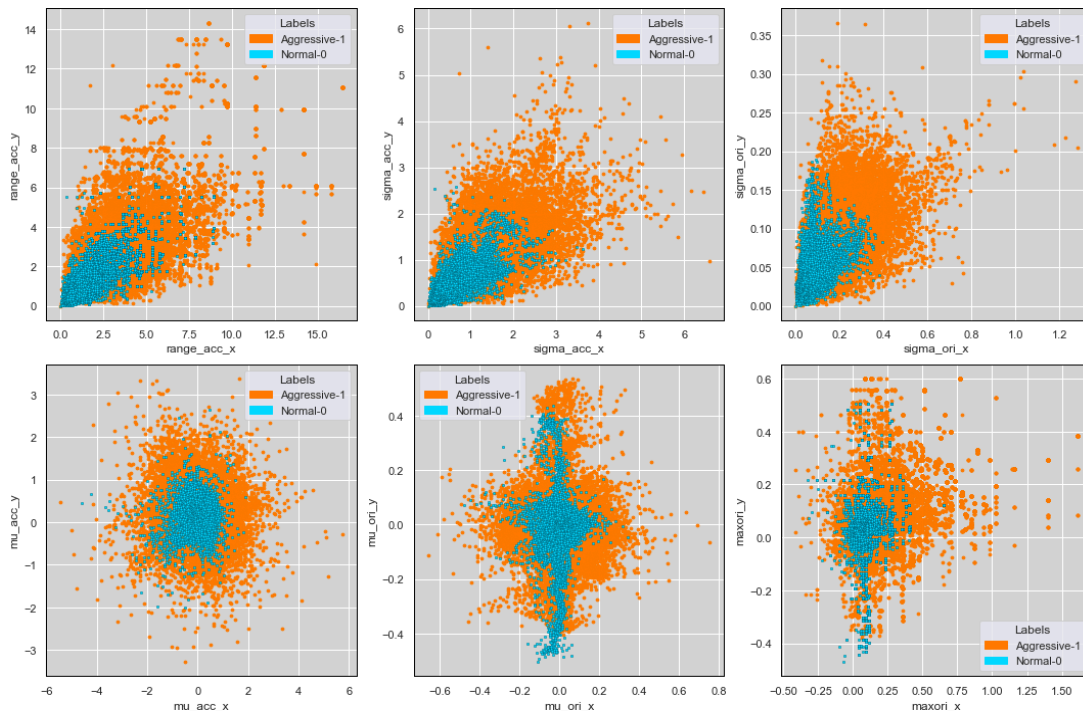 Labels
Aggressive-1
Normal-0
range_acc_y
14
12
10
8
6
4
2
0
0.0 2.5 5.0 7.5 10.0 12.5 15.0
range_acc_x
Labels
Aggressive-1
Normal-0
sigma_acc_y
6
5
4
3
2
1
0
0 1 2 3 4 5 6
sigma_acc_x
Labels
Aggressive-1
Normal-0
sigma_ori_y
0.35
0.30
0.25
0.20
0.15
0.10
0.05
0.00
0.0 0.2 0.4 0.6 0.8 1.0 1.2
sigma_ori_x
Labels
Aggressive-1
Normal-0
mu_acc_y
3
2
1
0
−1
−2
−3
−6 −4 −2 0 2 4 6
mu_acc_x
Labels
Aggressive-1
Normal-0
mu_ori_y
0.4
0.2
0.0
−0.2
−0.4
−0.6 −0.4 −0.2 0.0 0.2 0.4 0.6 0.8
mu_ori_x
maxori_y
0.6
0.4
0.2
0.0
−0.2
−0.4
Labels
Aggressive-1
Normal-0
−0.50 −0.25 0.00 0.25 0.50 0.75 1.00 1.25 1.50
maxori_x